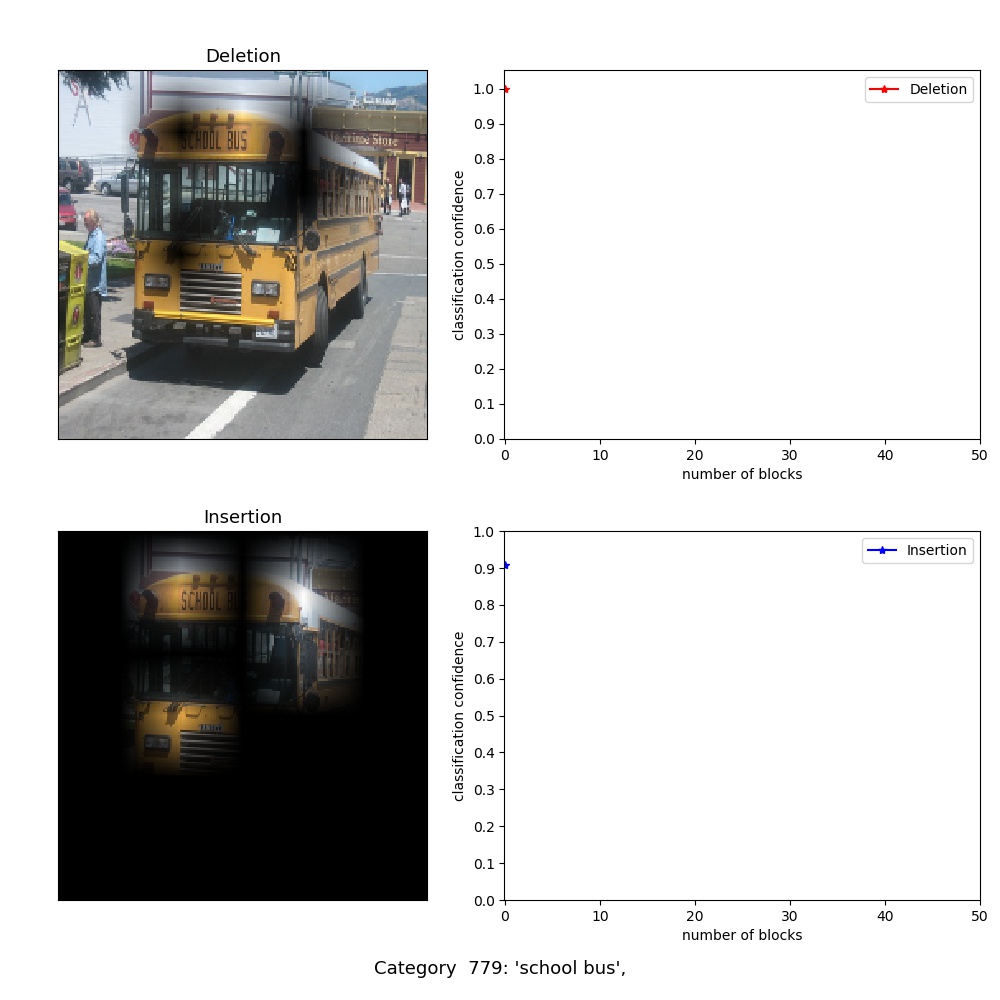 Deletion
SCHOOL BUS
Store
1.0
0.9
0.8
0.7
0.6
0.5
0.4
0.3
0.2
0.1
0.0
classification confidence
0 10 20 30 40 50
number of blocks
Deletion
Insertion
SCHOOL BUS
1.0
0.9
0.8
0.7
0.6
0.5
0.4
0.3
0.2
0.1
0.0
classification confidence
0 10 20 30 40 50
number of blocks
Insertion
Category 779: 'school bus',